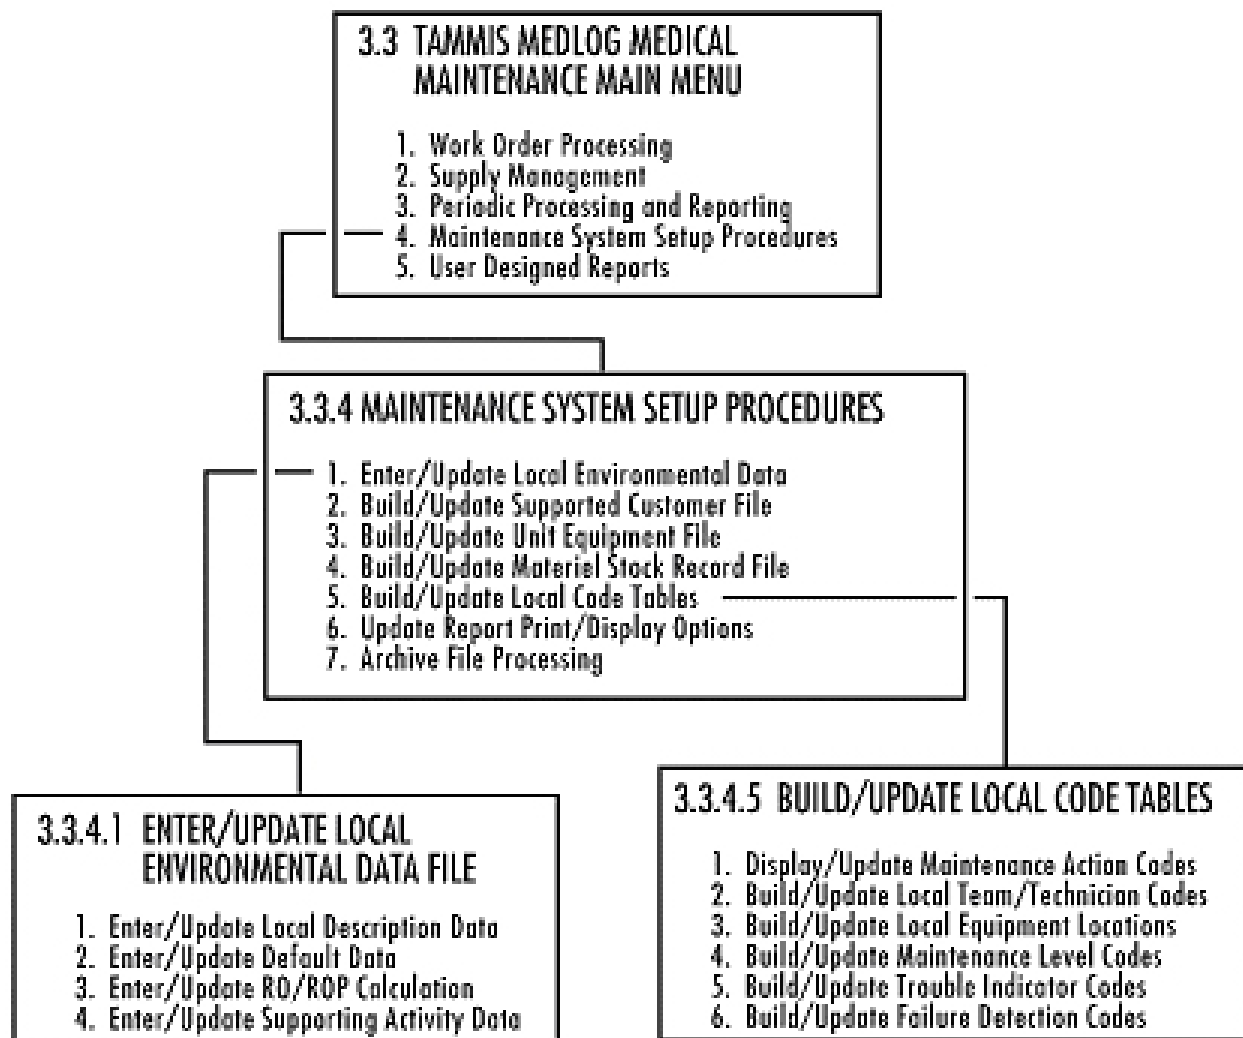 3.3 TAMMIS MEDLOG MEDICAL
MAINTENANCE MAIN MENU
1. Work Order Processing
2. Supply Management
3. Periodic Processing and Reporting
4. Maintenance System Setup Procedures
5. User Designed Reports
3.3.4 MAINTENANCE SYSTEM SETUP PROCEDURES
1. Enter/Update Local Environmental Data
2. Build/Update Supported Customer File
3. Build/Update Unit Equipment File
4. Build/Update Materiel Stock Record File
5. Build/Update Local Code Tables
6. Update Report Print/Display Options
7. Archive File Processing
3.3.4.1 ENTER/UPDATE LOCAL
ENVIRONMENTAL DATA FILE
1. Enter/Update Local Description Data
2. Enter/Update Default Data
3. Enter/Update RO/ROP Calculation
4. Enter/Update Supporting Activity Data
3.3.4.5 BUILD/UPDATE LOCAL CODE TABLES
1. Display/Update Maintenance Action Codes
2. Build/Update Local Team/Technician Codes
3. Build/Update Local Equipment Locations
4. Build/Update Maintenance Level Codes
5. Build/Update Trouble Indicator Codes
6. Build/Update Failure Detection Codes